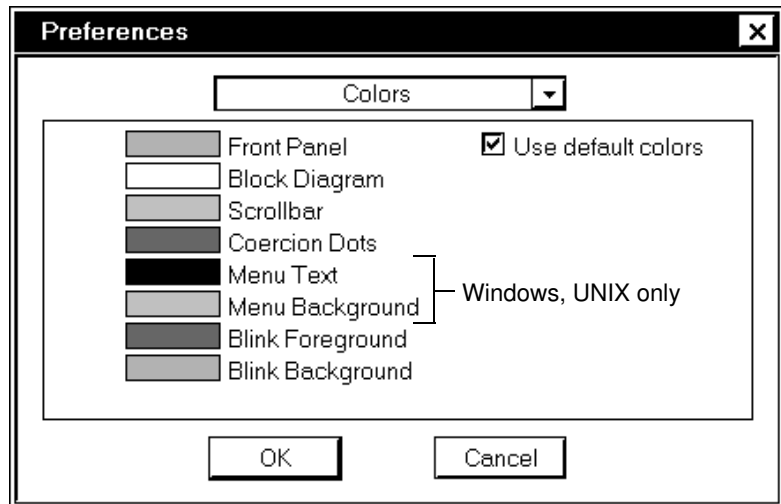 Preferences
Colors
Front Panel
Use default colors
Block Diagram
Scrollbar
Coercion Dots
Menu Text
Menu Background
Windows, UNIX only
Blink Foreground
Blink Background
OK
Cancel